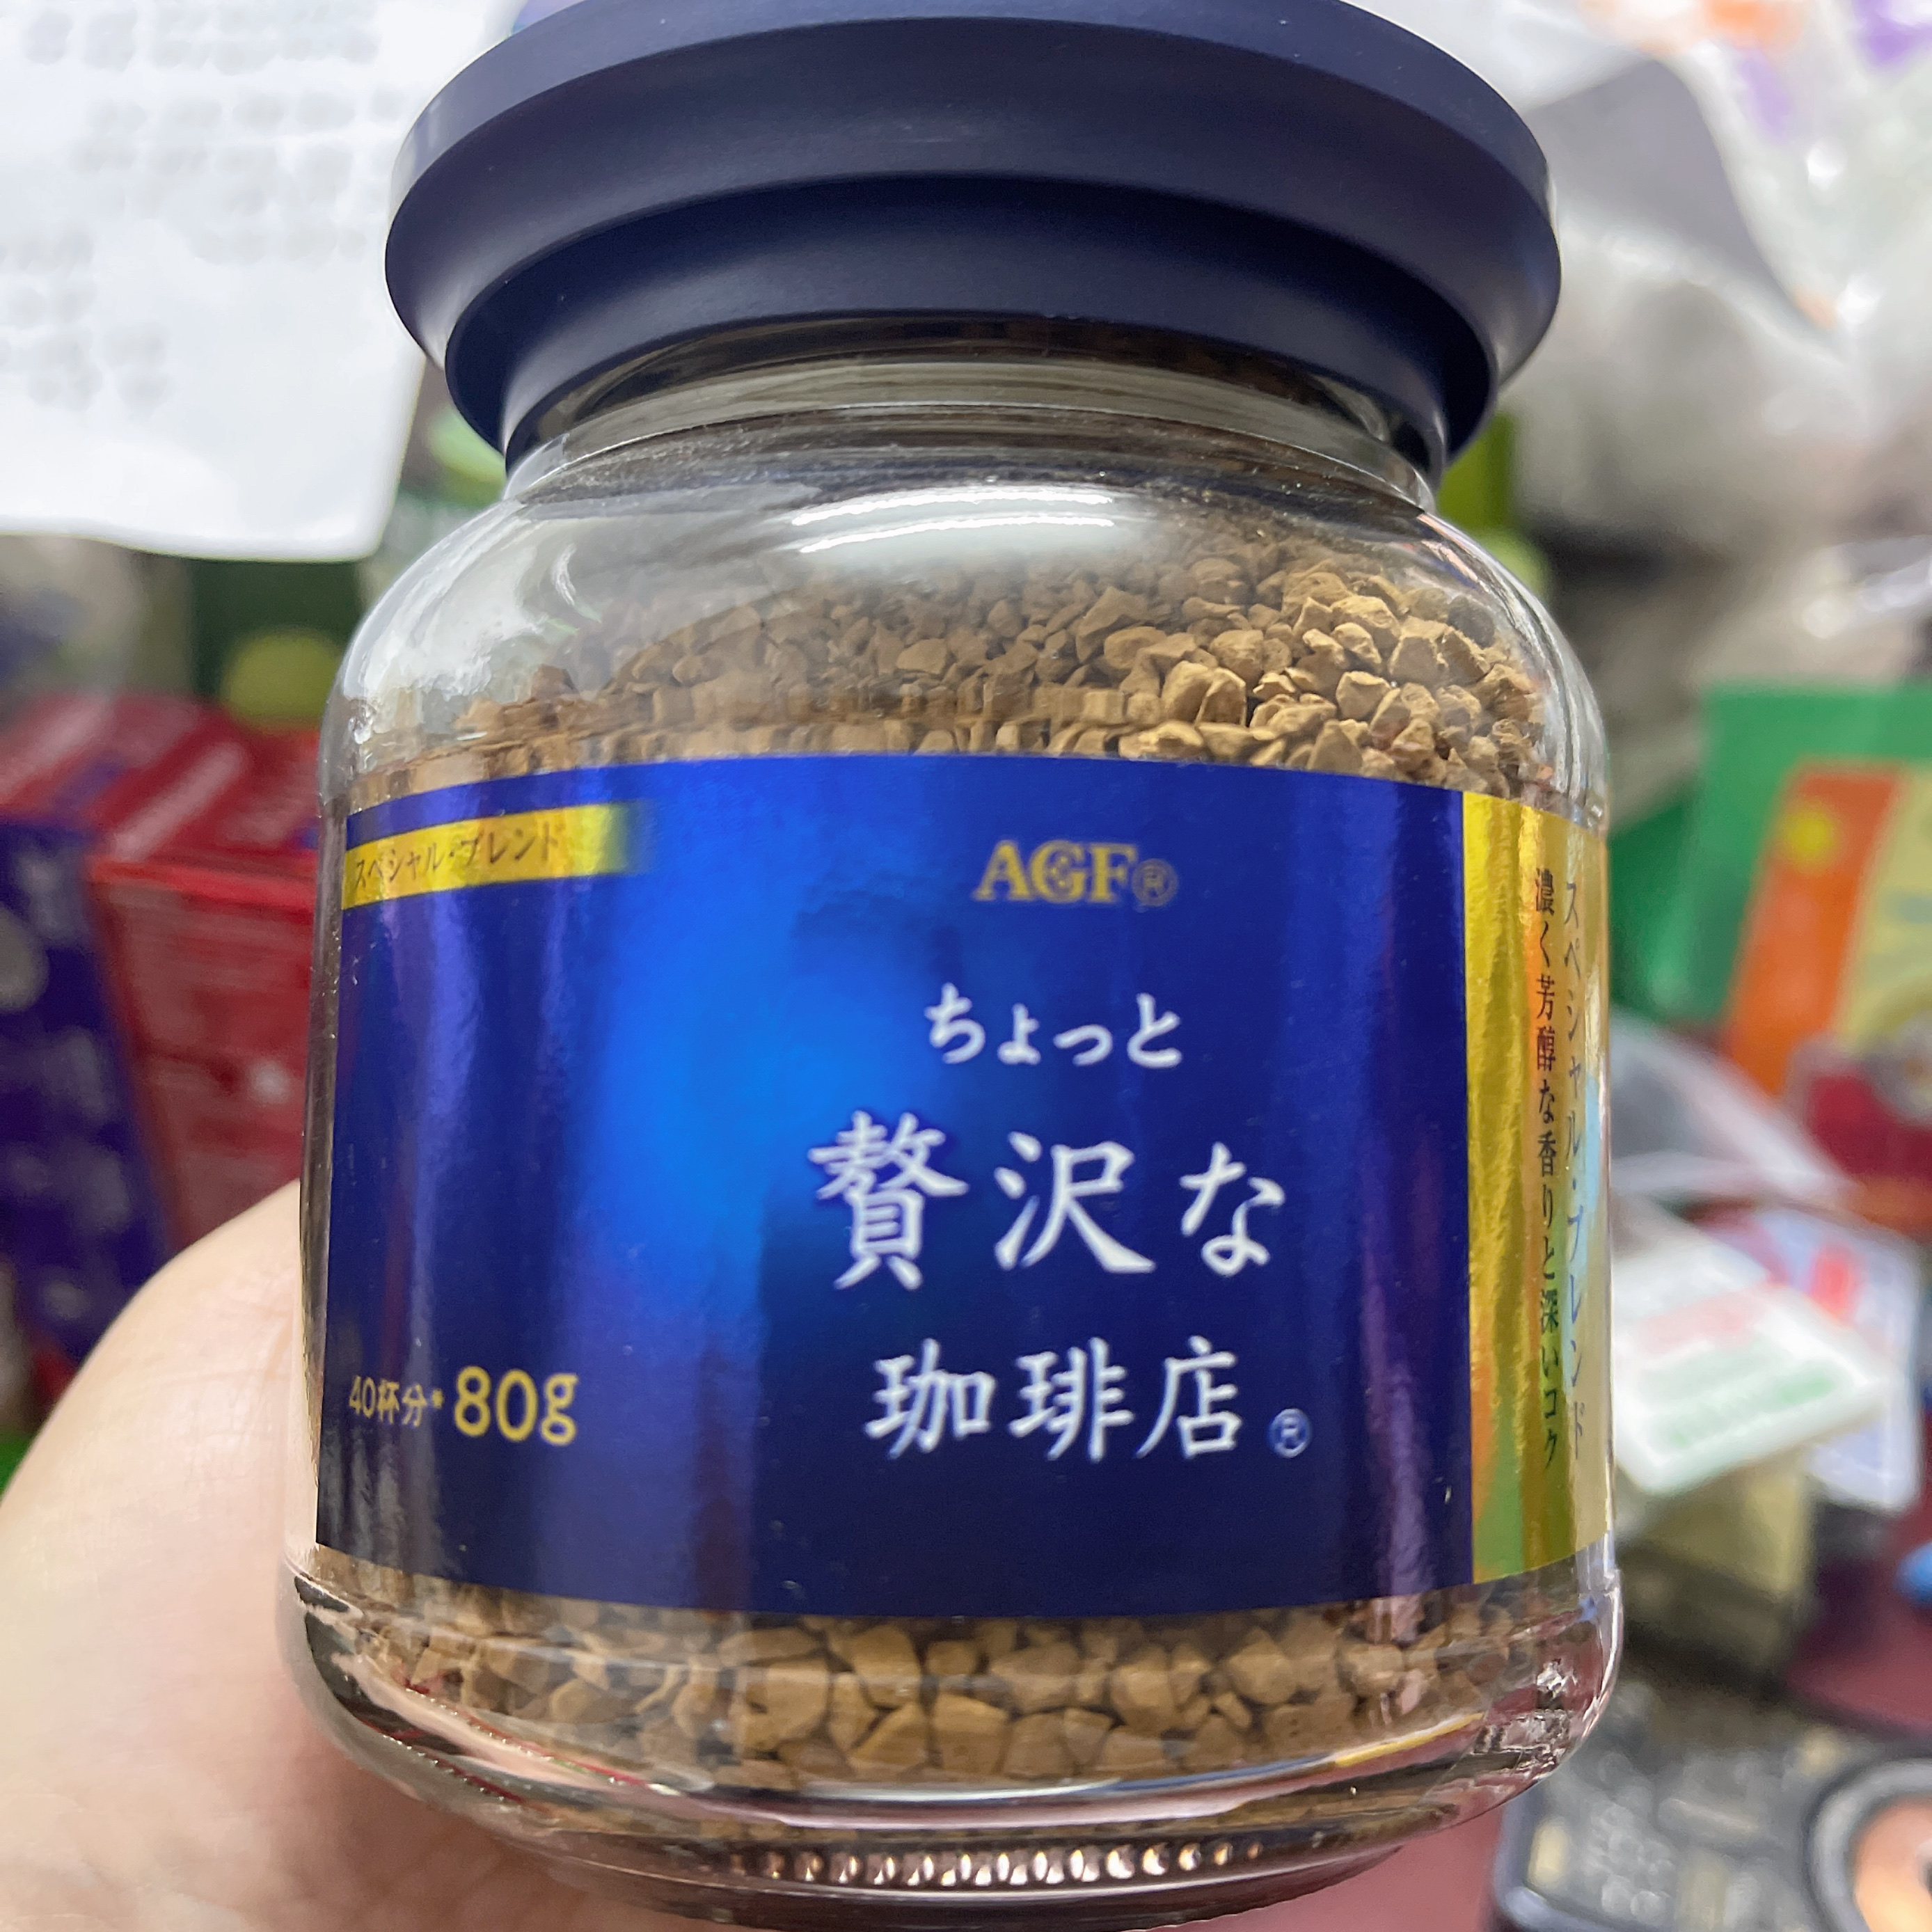 スペシャル・ブレンド
AGF®
ちょっと
贅沢な
珈琲店®
40杯分* 80g
スペシャル・ブレンド
濃く芳醇な香りと深いコク